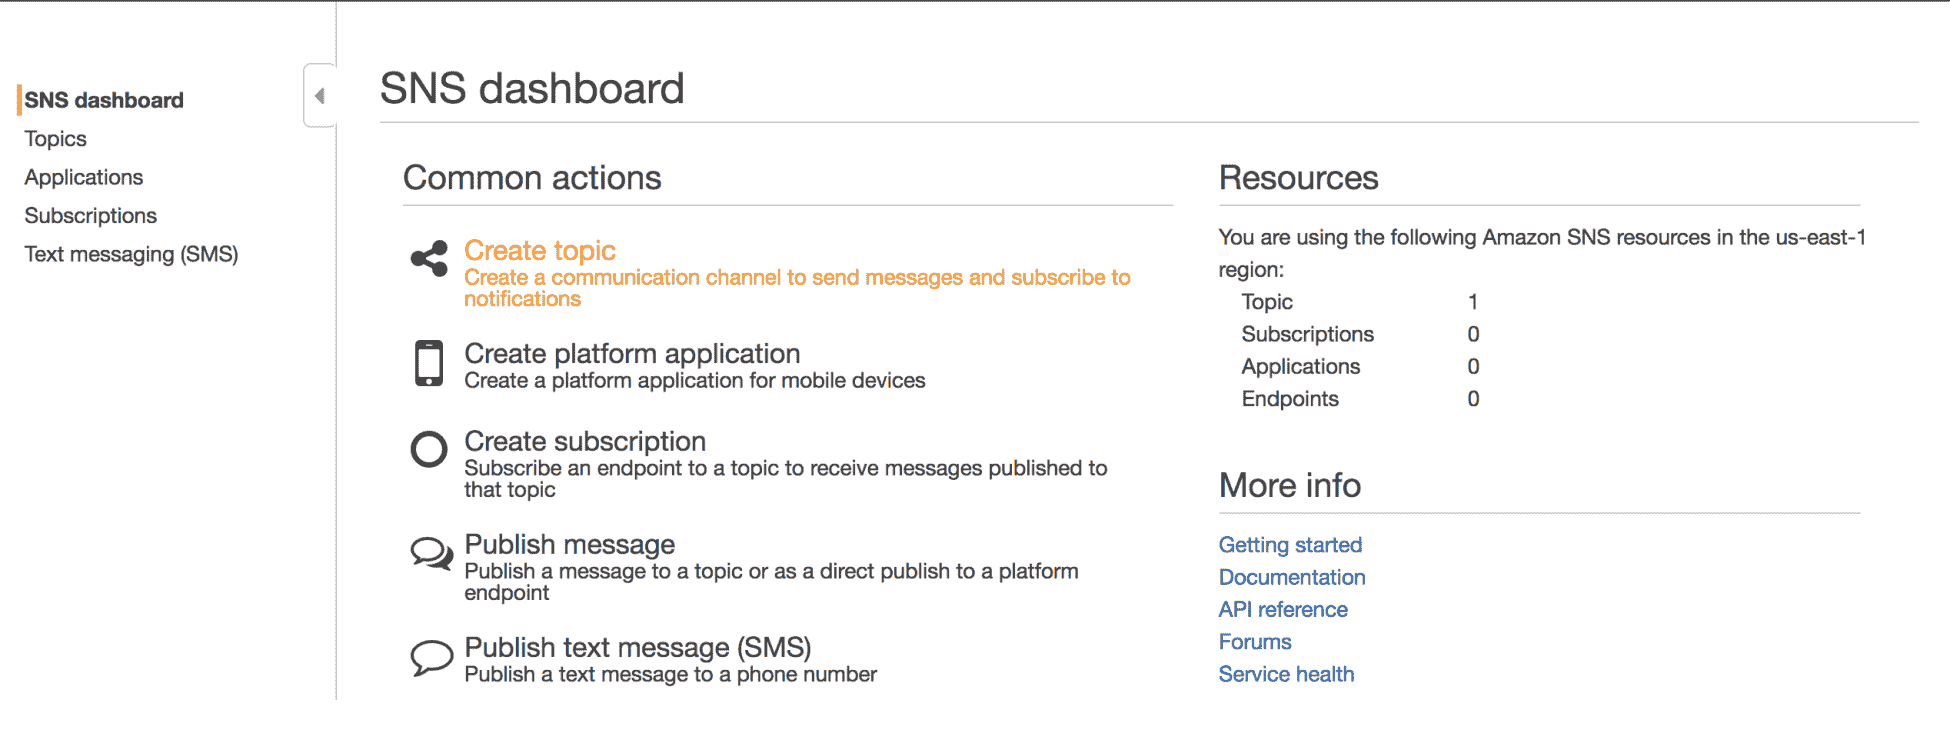 SNS dashboard
Topics
Applications
Subscriptions
Text messaging (SMS)
SNS dashboard
Common actions
Create topic
Create a communication channel to send messages and subscribe to
notifications
Create platform application
Create a platform application for mobile devices
Create subscription
Subscribe an endpoint to a topic to receive messages published to
that topic
Publish message
Publish a message to a topic or as a direct publish to a platform
endpoint
Publish text message (SMS)
Publish a text message to a phone number
Resources
You are using the following Amazon SNS resources in the us-east-1
region:
Topic 1
Subscriptions 0
Applications 0
Endpoints 0
More info
Getting started
Documentation
API reference
Forums
Service health